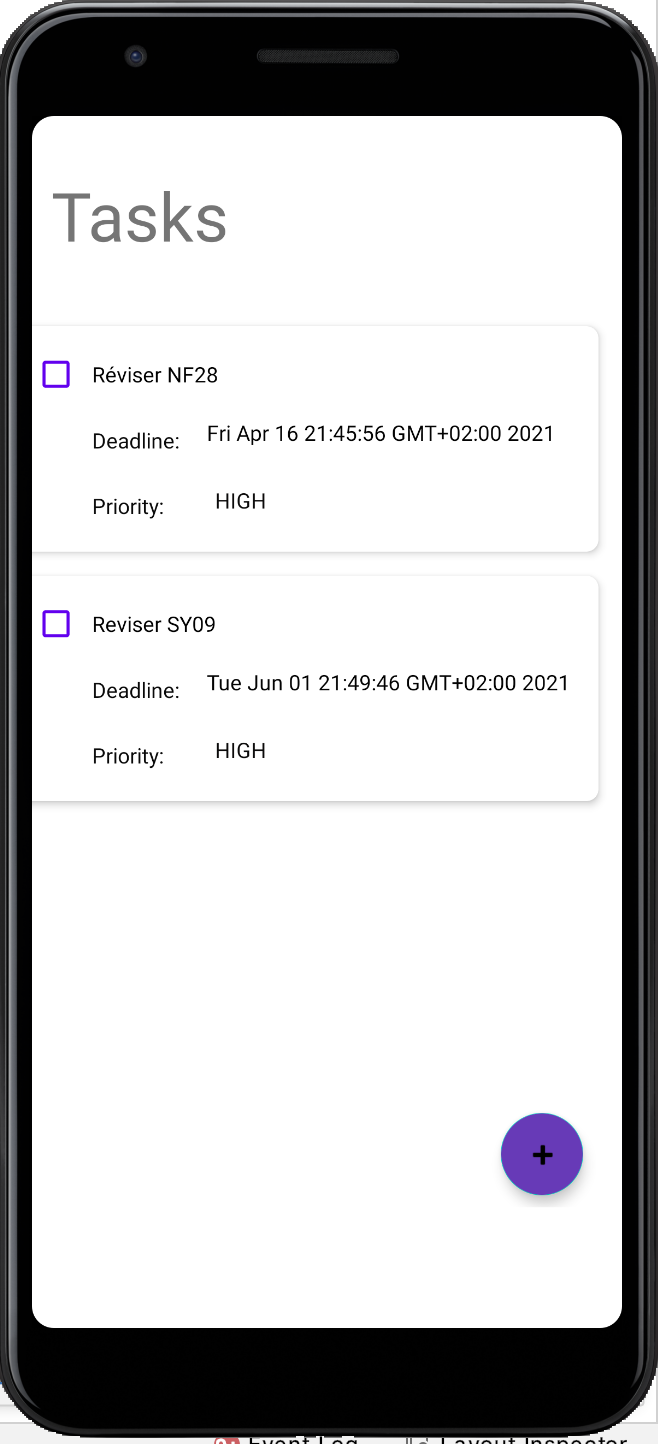 Tasks
Réviser NF28
Deadline: Fri Apr 16 21:45:56 GMT+02:00 2021
Priority: HIGH
Reviser SY09
Deadline: Tue Jun 01 21:49:46 GMT+02:00 2021
Priority: HIGH
+
Event Log Layout Inspector